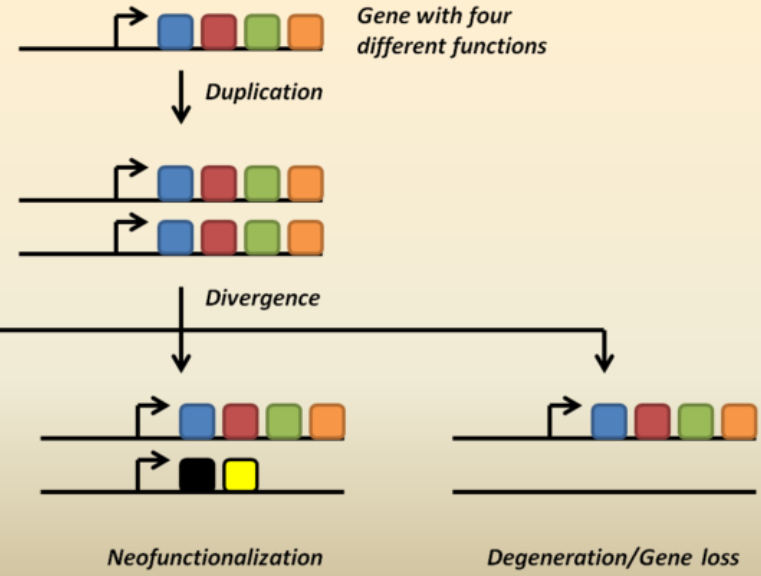 Gene with four
different functions
Duplication
Divergence
Neofunctionalization
Degeneration/Gene loss